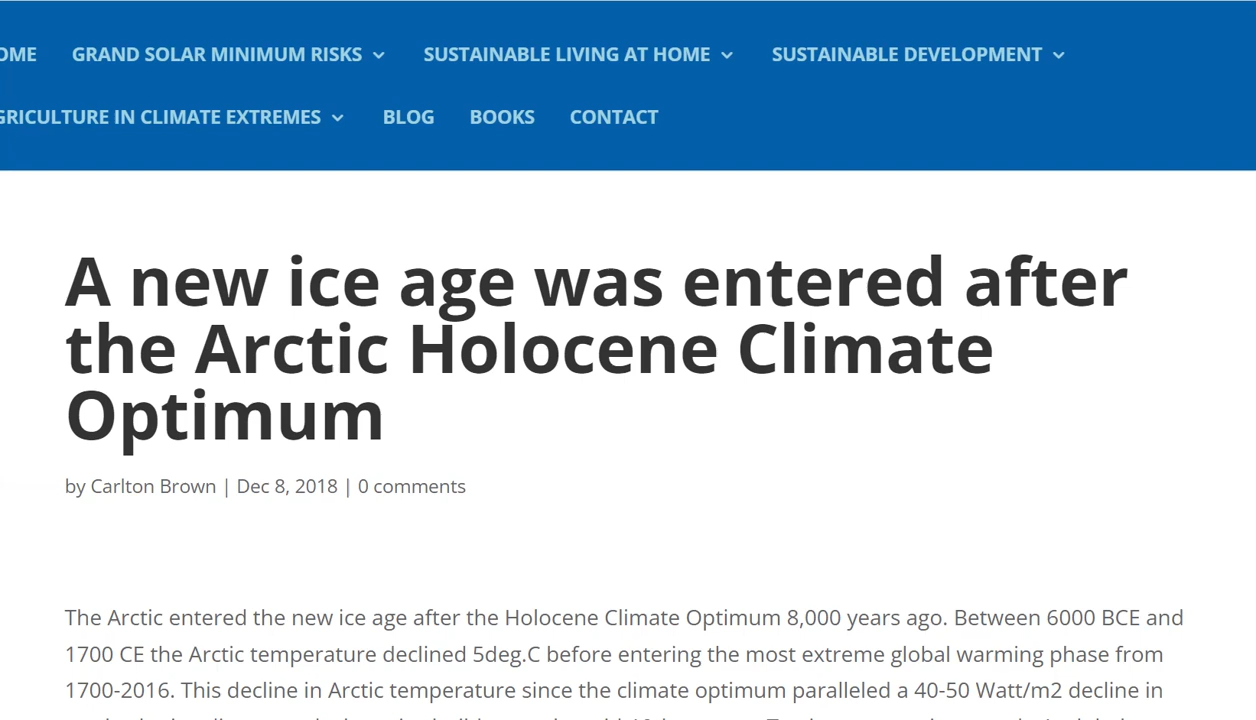 OME GRAND SOLAR MINIMUM RISKS SUSTAINABLE LIVING AT HOME SUSTAINABLE DEVELOPMENT
GRICULTURE IN CLIMATE EXTREMES BLOG BOOKS CONTACT
A new ice age was entered after
the Arctic Holocene Climate
Optimum
by Carlton Brown | Dec 8, 2018 | 0 comments
The Arctic entered the new ice age after the Holocene Climate Optimum 8,000 years ago. Between 6000 BCE and
1700 CE the Arctic temperature declined 5deg.C before entering the most extreme global warming phase from
1700-2016. This decline in Arctic temperature since the climate optimum paralleled a 40-50 Watt/m2 decline in